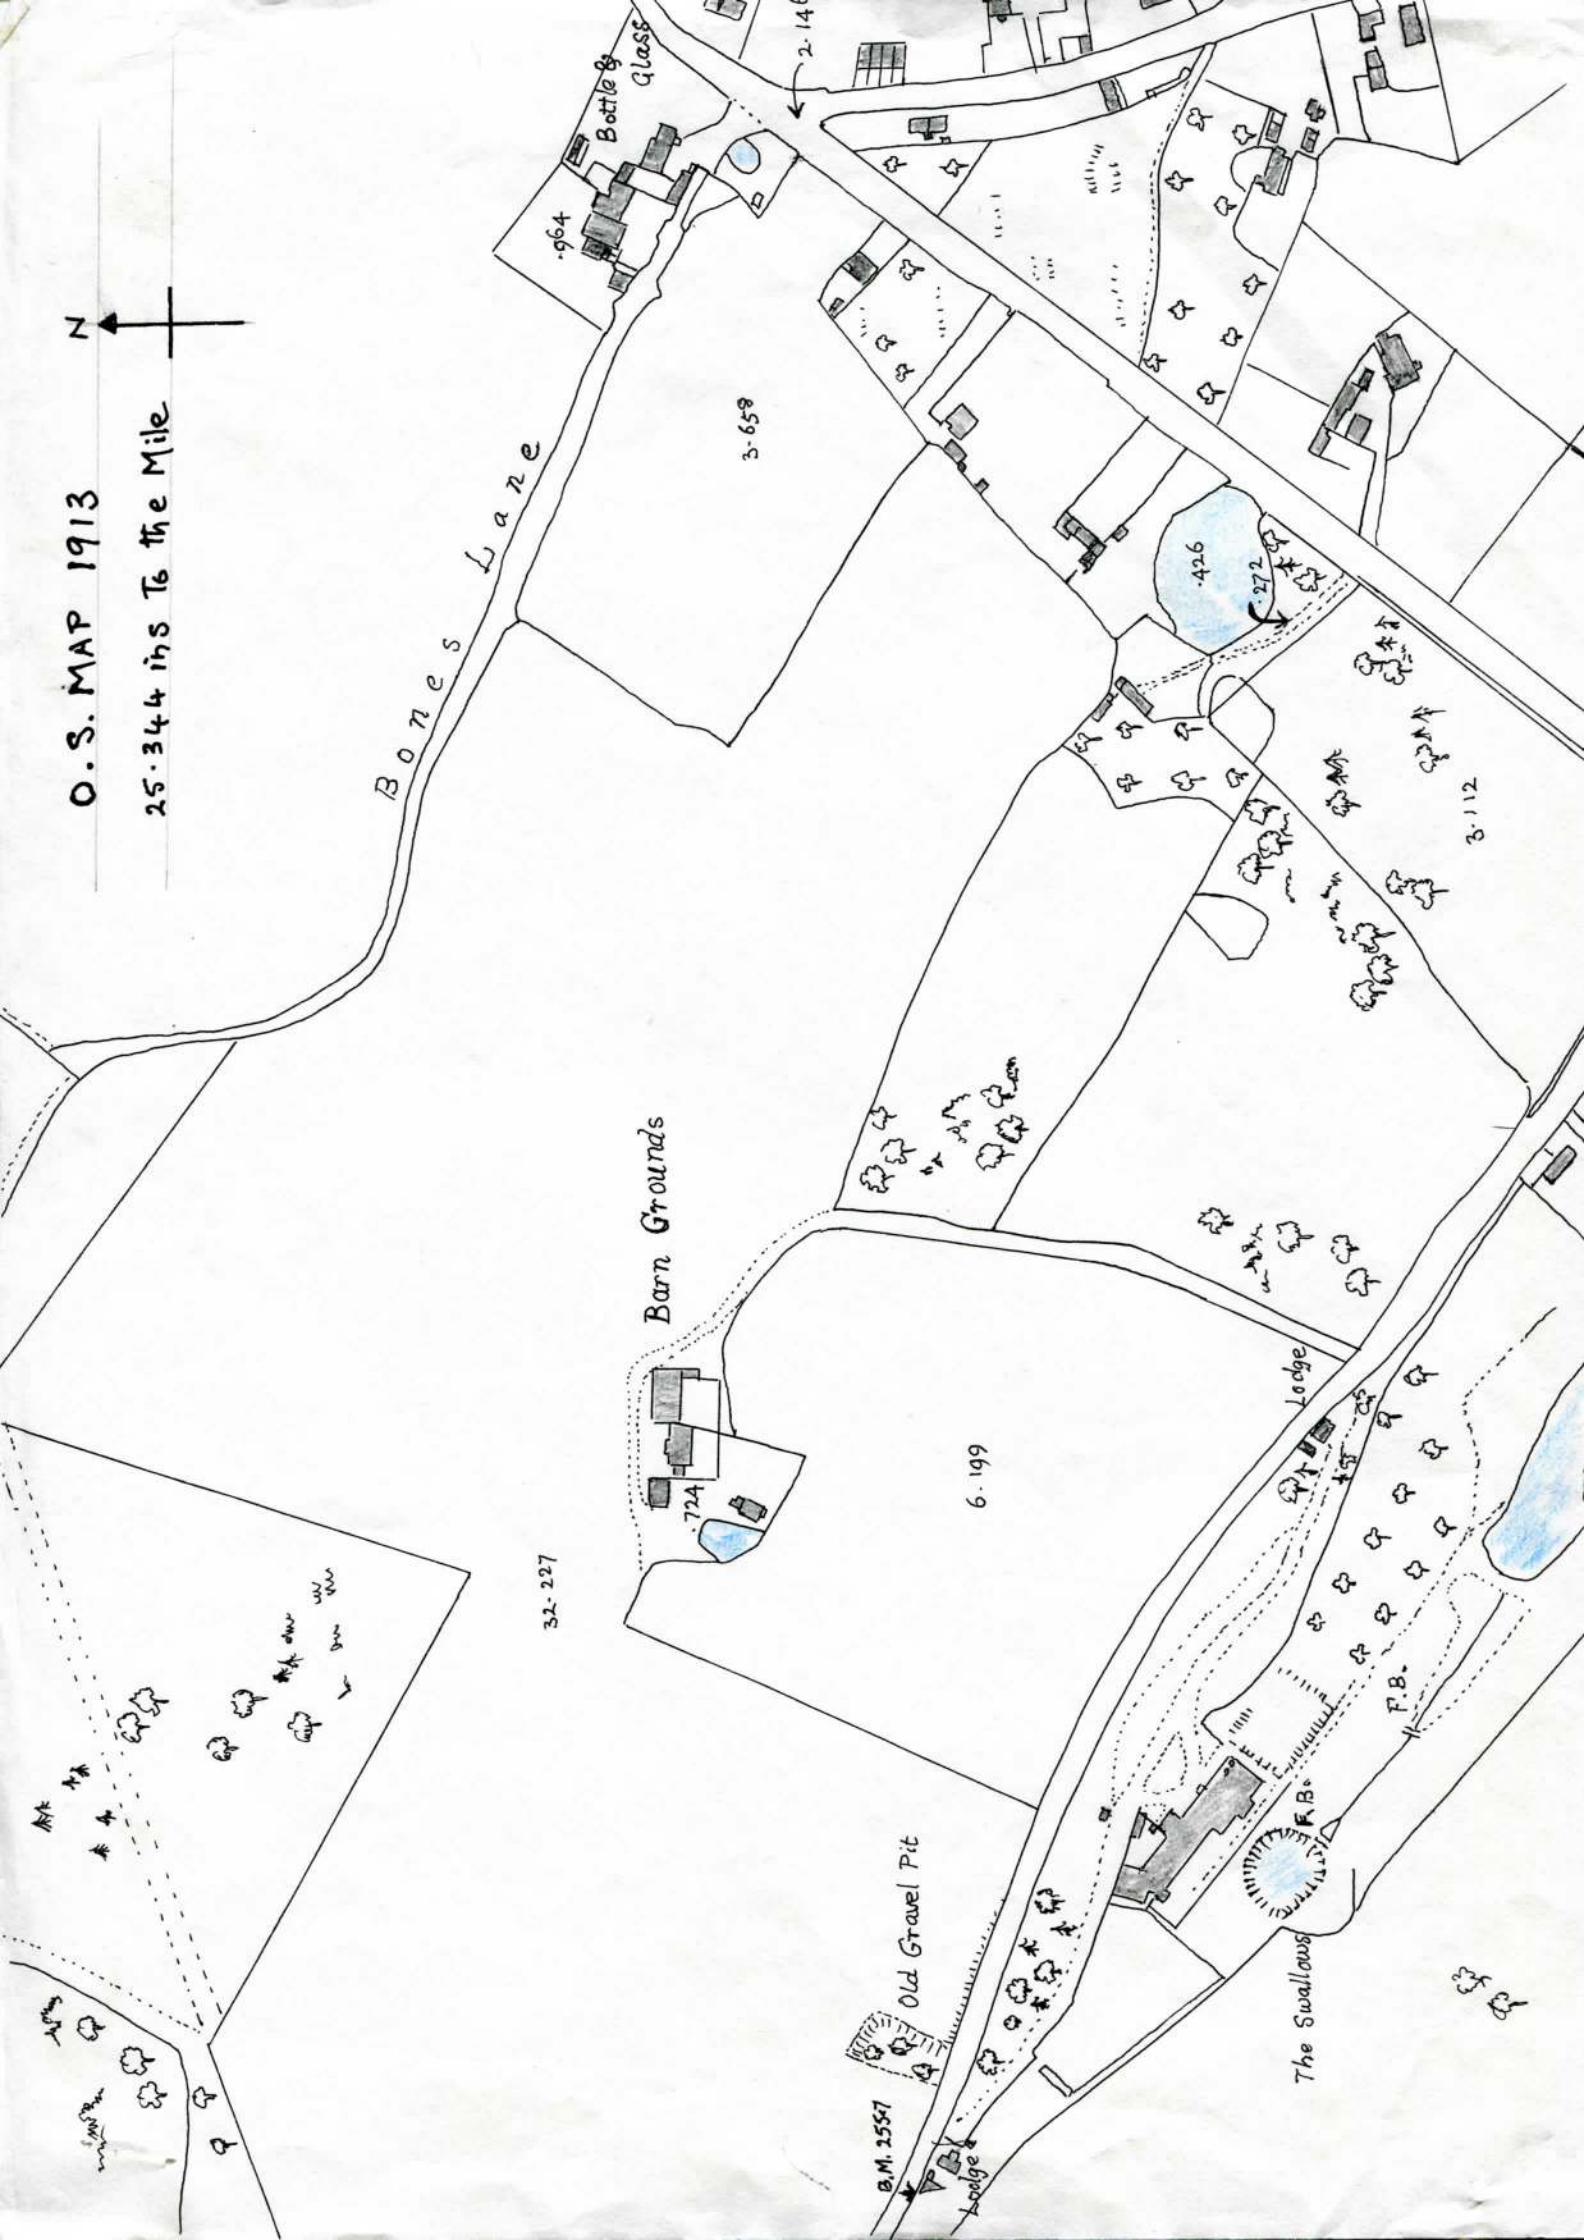 O.S. MAP 1913
25.344 ins To the Mile
N
Bottle &
Glass
2.146
.964
Bones Lane
3.658
.426
.272
3.112
Barn Grounds
.724
32.227
6.199
Lodge
Old Gravel Pit
F.B.
F.B.
The Swallows
B.M. 255.7
Lodge